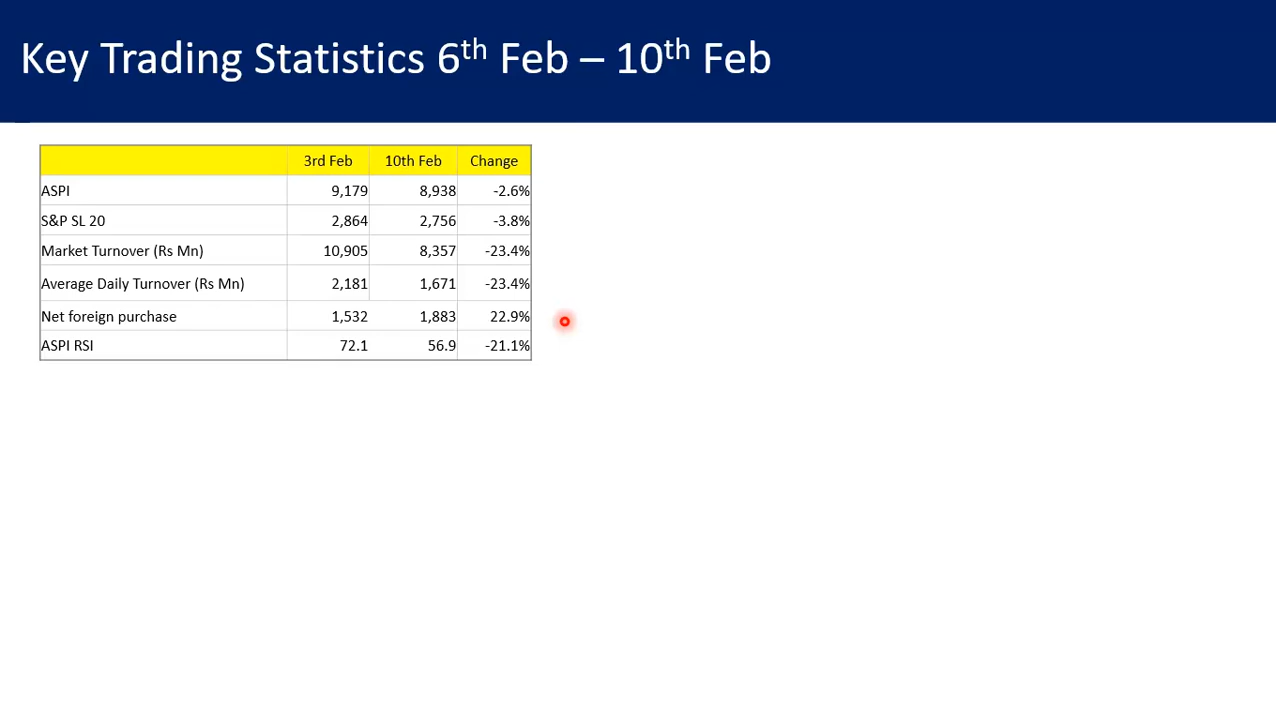 Key Trading Statistics 6th Feb – 10th Feb
3rd Feb 10th Feb Change
ASPI 9,179 8,938 -2.6%
S&P SL 20 2,864 2,756 -3.8%
Market Turnover (Rs Mn) 10,905 8,357 -23.4%
Average Daily Turnover (Rs Mn) 2,181 1,671 -23.4%
Net foreign purchase 1,532 1,883 22.9%
ASPI RSI 72.1 56.9 -21.1%